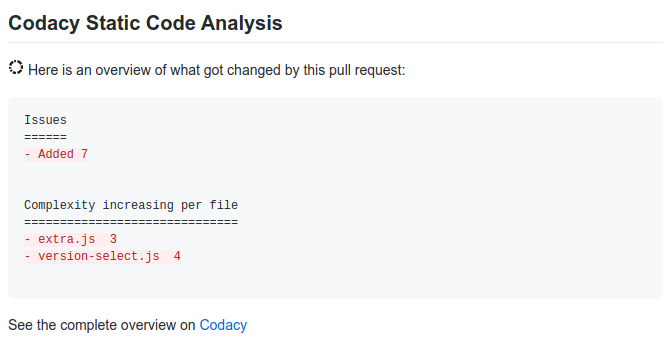 Codacy Static Code Analysis
Here is an overview of what got changed by this pull request:
Issues
======
- Added 7
Complexity increasing per file
==============================
- extra.js  3
- version-select.js  4
See the complete overview on Codacy